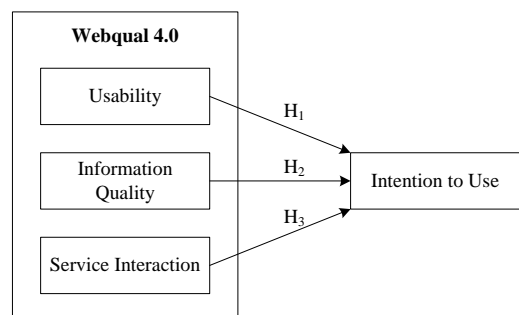 Webqual 4.0
Usability
H₁
Information
Quality
H₂
Intention to Use
H₃
Service Interaction